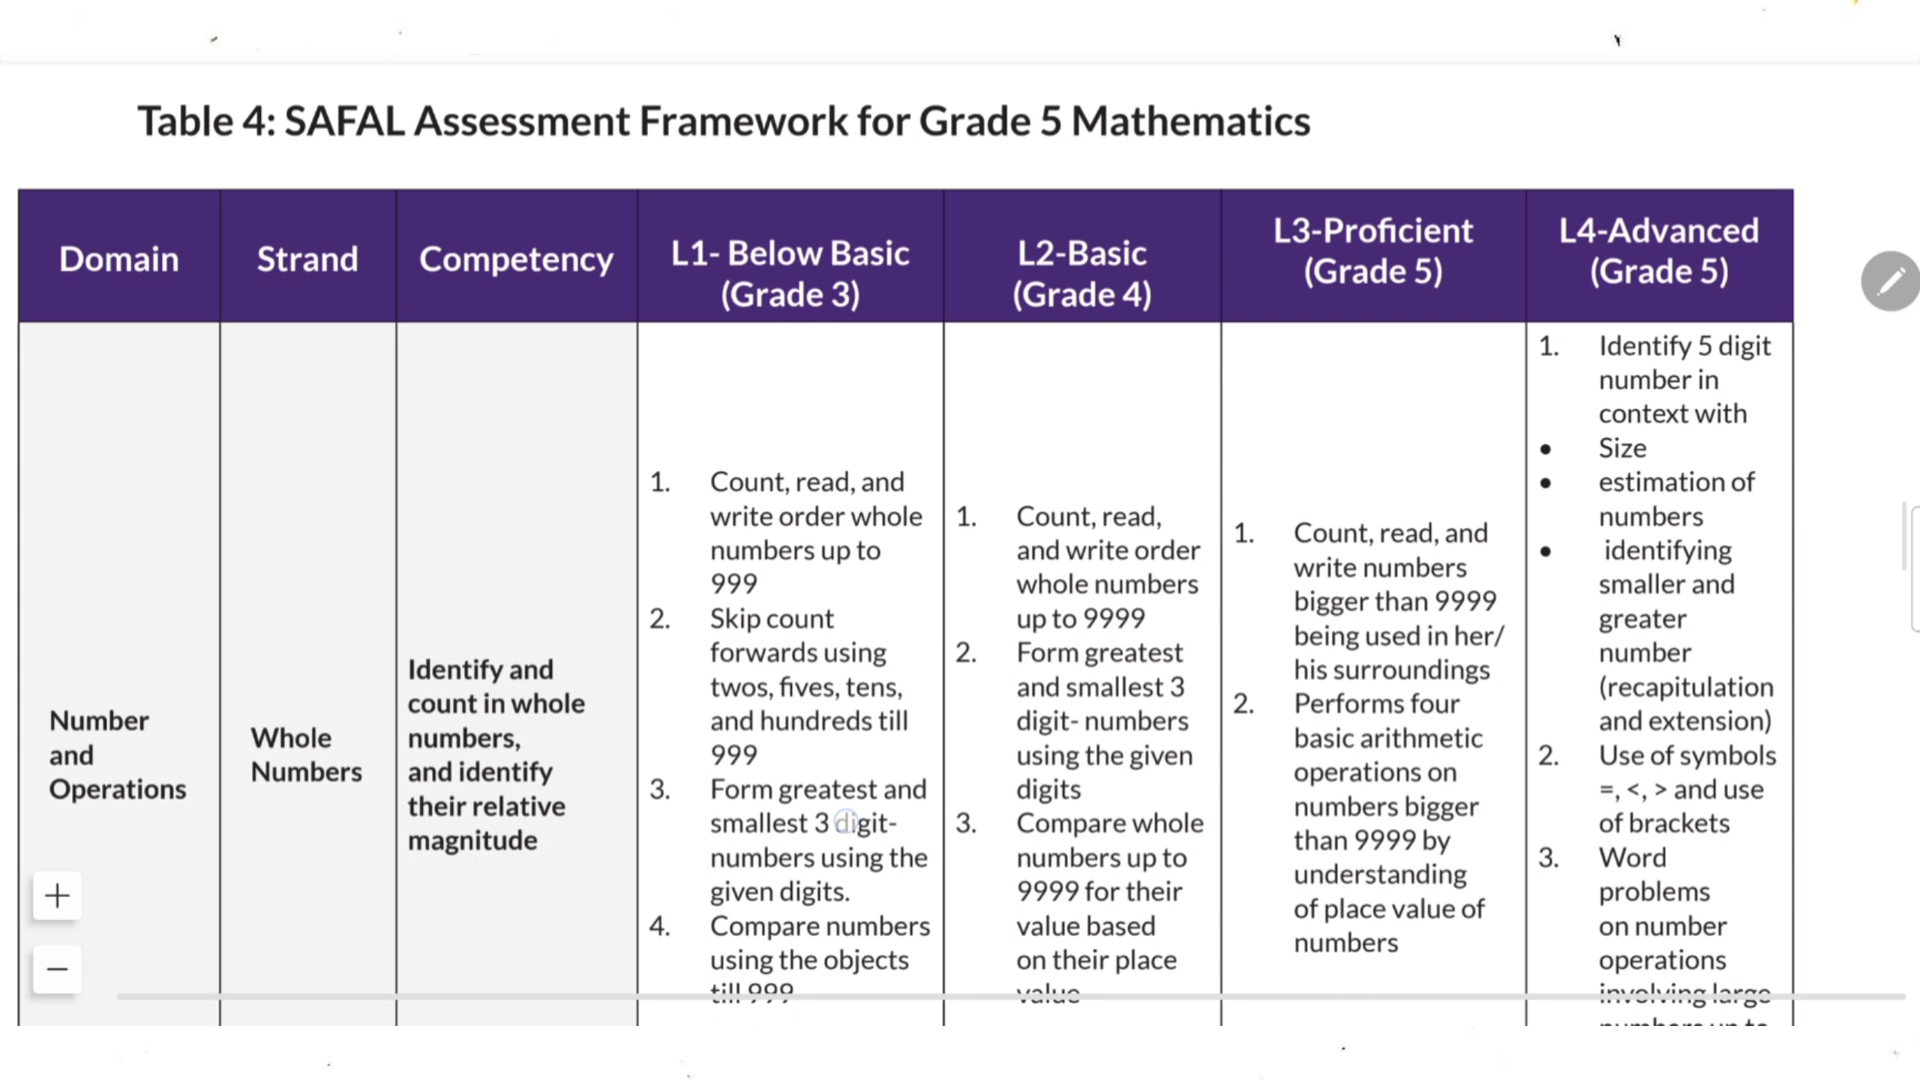 Table 4: SAFAL Assessment Framework for Grade 5 Mathematics
Domain
Strand
Competency
L1- Below Basic
(Grade 3)
L2-Basic
(Grade 4)
L3-Proficient
(Grade 5)
L4-Advanced
(Grade 5)
Number
and
Operations
Whole
Numbers
Identify and
count in whole
numbers,
and identify
their relative
magnitude
1. Count, read, and
write order whole
numbers up to
999
2. Skip count
forwards using
twos, fives, tens,
and hundreds till
999
3. Form greatest and
smallest 3 digit-
numbers using the
given digits.
4. Compare numbers
using the objects
till 999
1. Count, read,
and write order
whole numbers
up to 9999
2. Form greatest
and smallest 3
digit- numbers
using the given
digits
3. Compare whole
numbers up to
9999 for their
value based
on their place
value
1. Count, read, and
write numbers
bigger than 9999
being used in her/
his surroundings
2. Performs four
basic arithmetic
operations on
numbers bigger
than 9999 by
understanding
of place value of
numbers
1. Identify 5 digit
number in
context with
• Size
• estimation of
numbers
• identifying
smaller and
greater
number
(recapitulation
and extension)
2. Use of symbols
=, <, > and use
of brackets
3. Word
problems
on number
operations
involving large
numbers up to